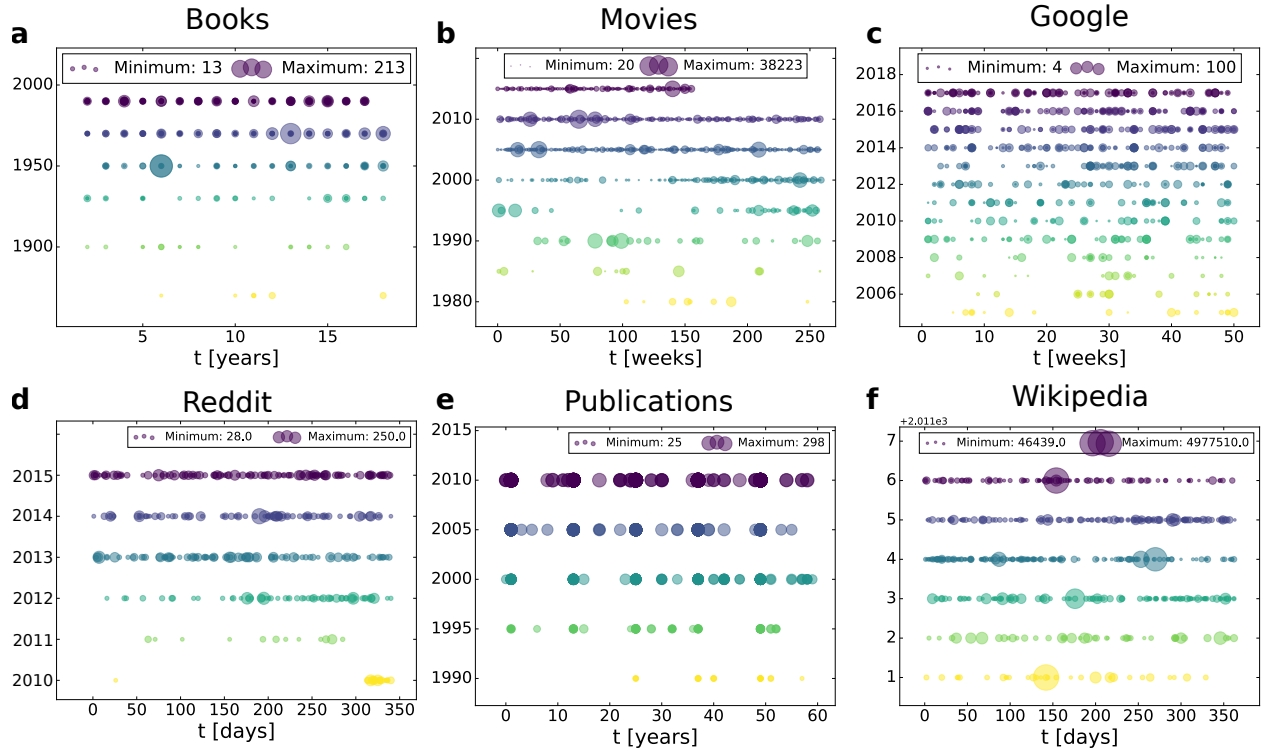 a
Books
Minimum: 13 Maximum: 213
2000
1950
1900
5 10 15
t [years]
b
Movies
Minimum: 20 Maximum: 38223
2010
2000
1990
1980
0 50 100 150 200 250
t [weeks]
c
Google
Minimum: 4 Maximum: 100
2018
2016
2014
2012
2010
2008
2006
0 10 20 30 40 50
t [weeks]
d
Reddit
Minimum: 28.0 Maximum: 250.0
2015
2014
2013
2012
2011
2010
0 50 100 150 200 250 300 350
t [days]
e
Publications
Minimum: 25 Maximum: 298
2015
2010
2005
2000
1995
1990
0 10 20 30 40 50 60
t [years]
f
Wikipedia
+2.011e3
Minimum: 46439.0 Maximum: 4977510.0
7
6
5
4
3
2
1
0 50 100 150 200 250 300 350
t [days]